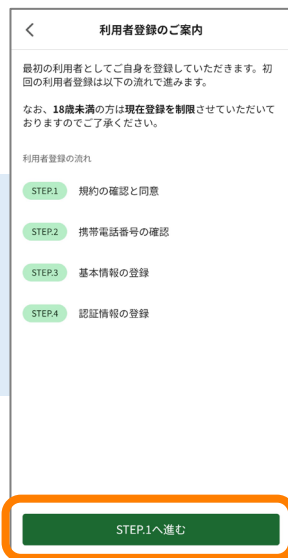 利用者登録のご案内
最初の利用者としてご自身を登録していただきます。初
回の利用者登録は以下の流れで進みます。
なお、18歳未満の方は現在登録を制限させていただいて
おりますのでご了承ください。
利用者登録の流れ
STEP.1 規約の確認と同意
STEP.2 携帯電話番号の確認
STEP.3 基本情報の登録
STEP.4 認証情報の登録
STEP.1へ進む